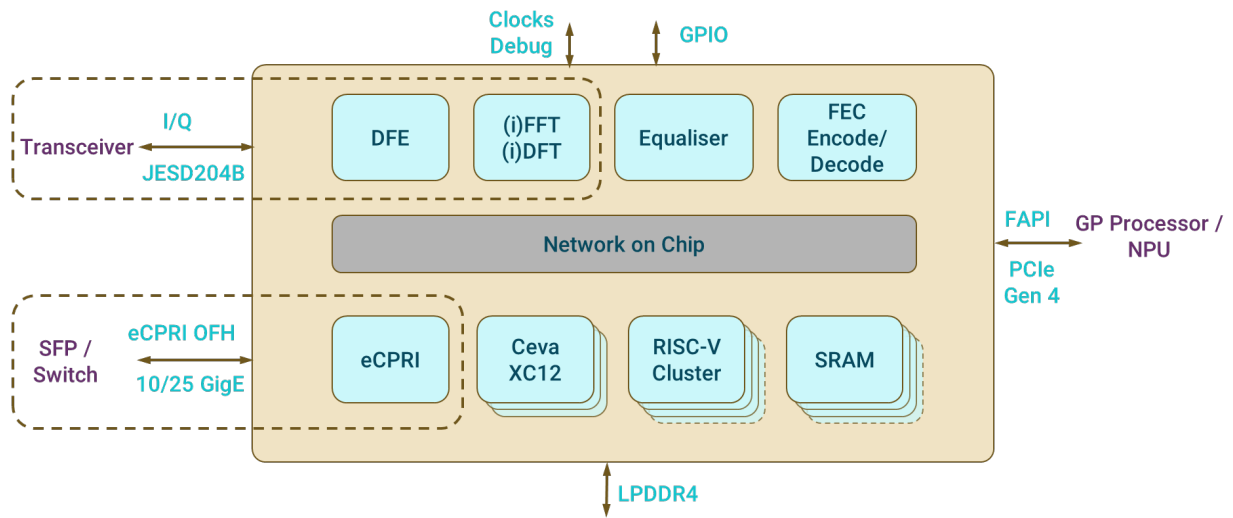 Clocks
Debug
GPIO
I/Q
Transceiver
JESD204B
DFE
(i)FFT
(i)DFT
Equaliser
FEC
Encode/
Decode
Network on Chip
FAPI
GP Processor /
NPU
PCIe
Gen 4
eCPRI OFH
SFP /
Switch
10/25 GigE
eCPRI
Ceva
XC12
RISC-V
Cluster
SRAM
LPDDR4